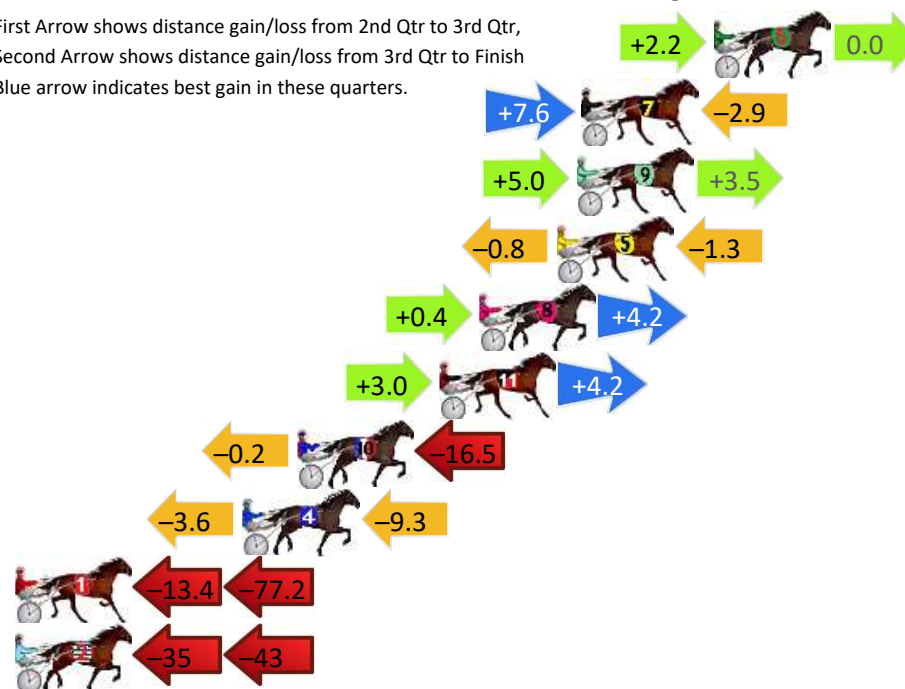 First Arrow shows distance gain/loss from 2nd Qtr to 3rd Qtr,
Second Arrow shows distance gain/loss from 3rd Qtr to Finish
Blue arrow indicates best gain in these quarters.
+2.2 6 0.0
+7.6 7 –2.9
+5.0 9 +3.5
–0.8 5 –1.3
+0.4 8 +4.2
+3.0 11 +4.2
–0.2 10 –16.5
–3.6 4 –9.3
1 –13.4 –77.2
2 –35 –43